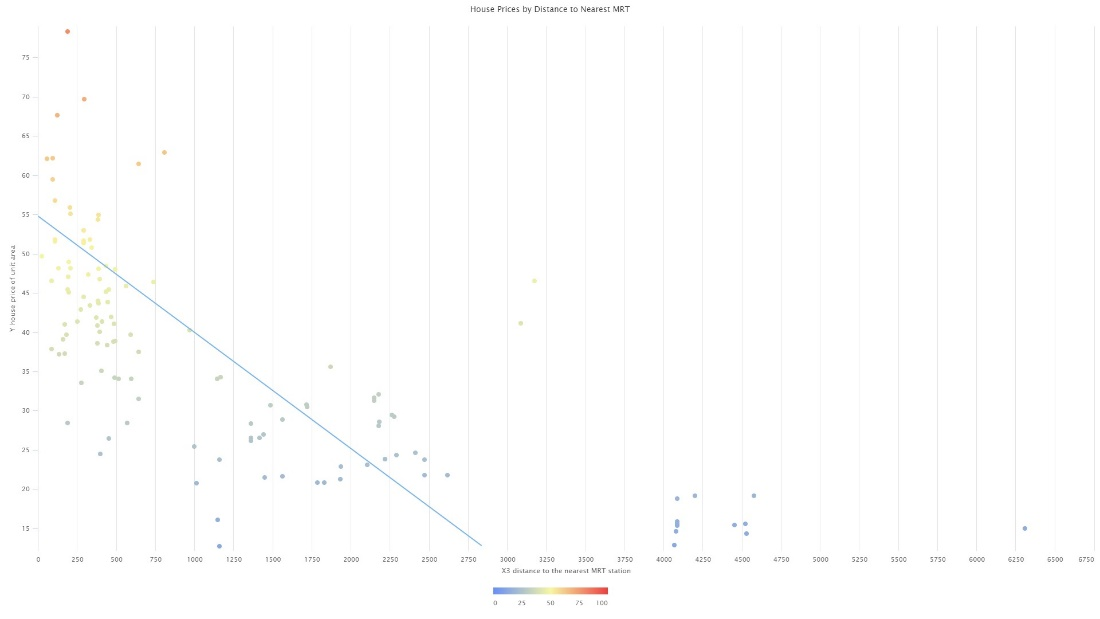 House Prices by Distance to Nearest MRT
75
70
65
60
55
50
45
40
35
30
25
20
15
Y house price of unit area
0 250 500 750 1000 1250 1500 1750 2000 2250 2500 2750 3000 3250 3500 3750 4000 4250 4500 4750 5000 5250 5500 5750 6000 6250 6500 6750
X3 distance to the nearest MRT station
0 25 50 75 100